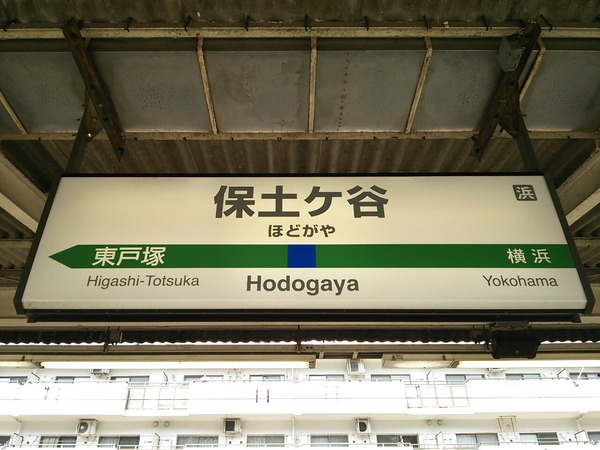 保土ケ谷
浜
ほどがや
東戸塚
横浜
Higashi-Totsuka
Hodogaya
Yokohama